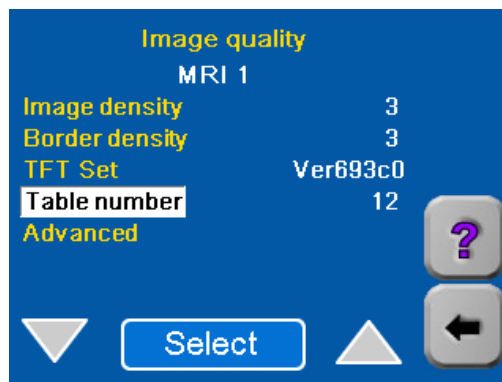 Image quality
MRI 1
Image density 3
Border density 3
TFT Set Ver693c0
Table number 12
Advanced
?
Select